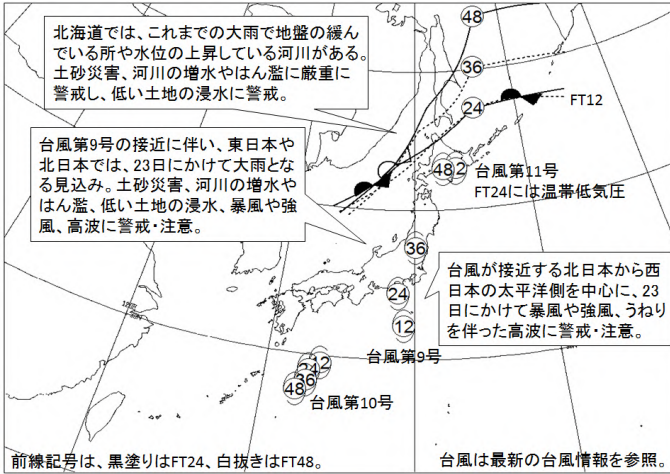 北海道では、これまでの大雨で地盤の緩ん
でいる所や水位の上昇している河川がある。
土砂災害、河川の増水やはん濫に厳重に
警戒し、低い土地の浸水に警戒。
48
36
24
FT12
台風第9号の接近に伴い、東日本や
北日本では、23日にかけて大雨とな
る見込み。土砂災害、河川の増水や
はん濫、低い土地の浸水、暴風や強
風、高波に警戒・注意。
48 12
台風第11号
FT24には温帯低気圧
36
24
12
台風第9号
台風が接近する北日本から西
日本の太平洋側を中心に、23
日にかけて暴風や強風、うねり
を伴った高波に警戒・注意。
12
24
36
48
台風第10号
前線記号は、黒塗りはFT24、白抜きはFT48。
台風は最新の台風情報を参照。